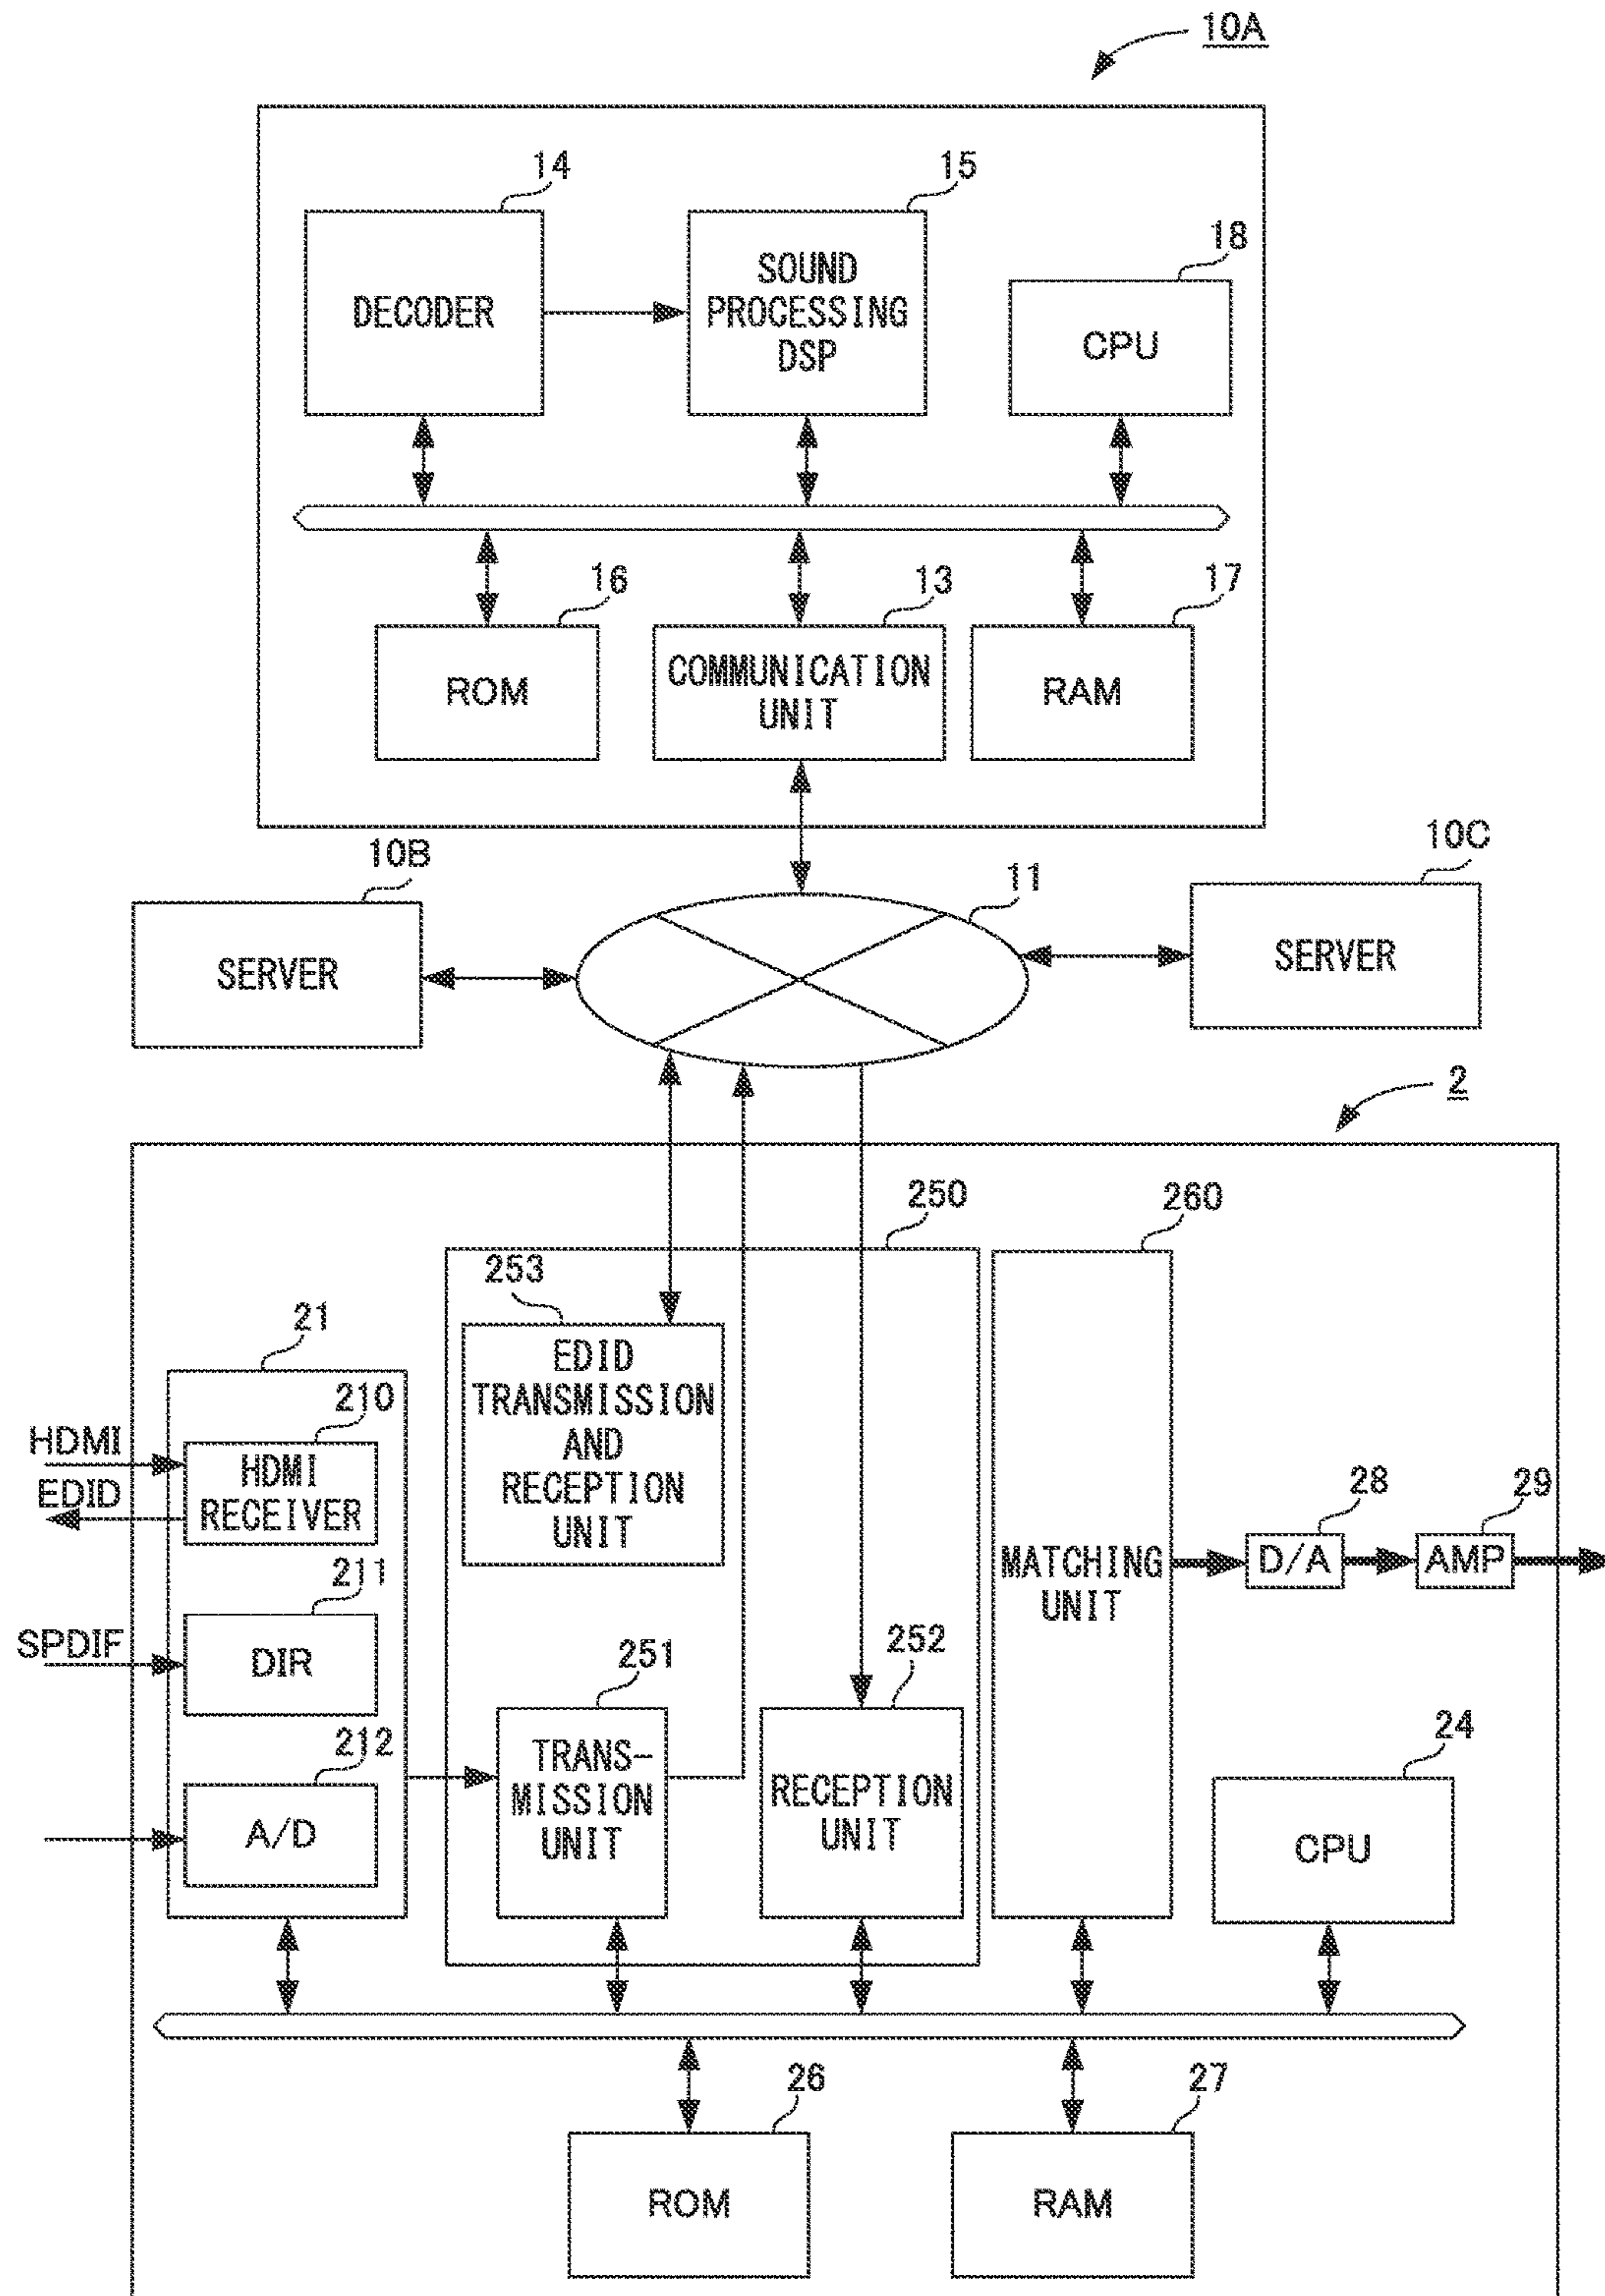 10A
14
15
18
DECODER
SOUND
PROCESSING
DSP
CPU
16
13
17
ROM
COMMUNICATION
UNIT
RAM
10B
11
10C
SERVER
SERVER
2
250
260
253
EDID
TRANSMISSION
AND
RECEPTION
UNIT
21
210
HDMI
EDID
HDMI
RECEIVER
211
SPDIF
DIR
212
A/D
251
TRANS-
MISSION
UNIT
252
RECEPTION
UNIT
MATCHING
UNIT
28
D/A
29
AMP
24
CPU
26
27
ROM
RAM